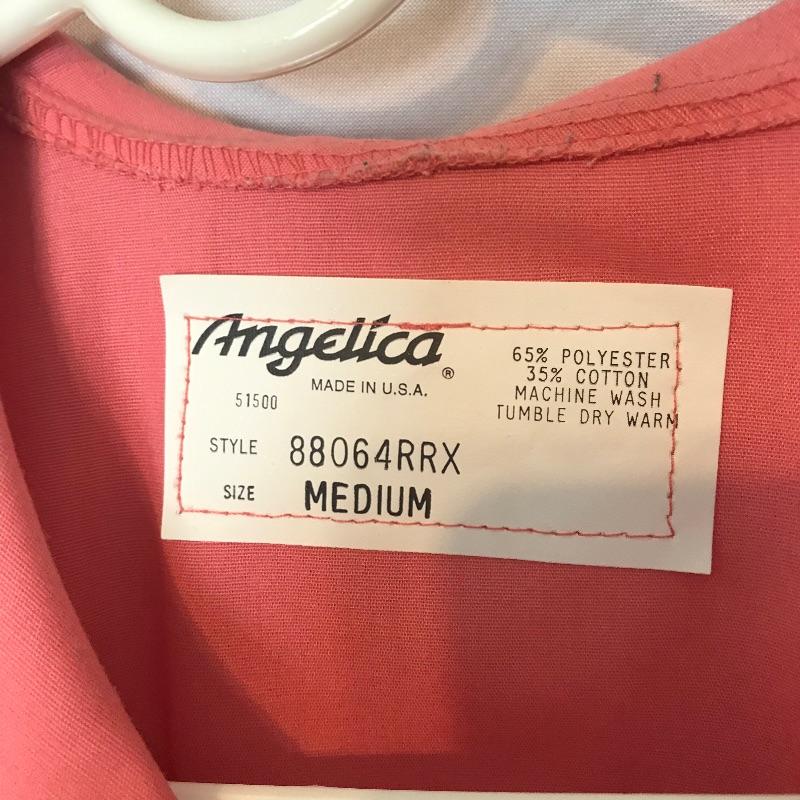 Angelica®
MADE IN U.S.A.
51500
STYLE 88064RRX
SIZE MEDIUM
65% POLYESTER
35% COTTON
MACHINE WASH
TUMBLE DRY WARM